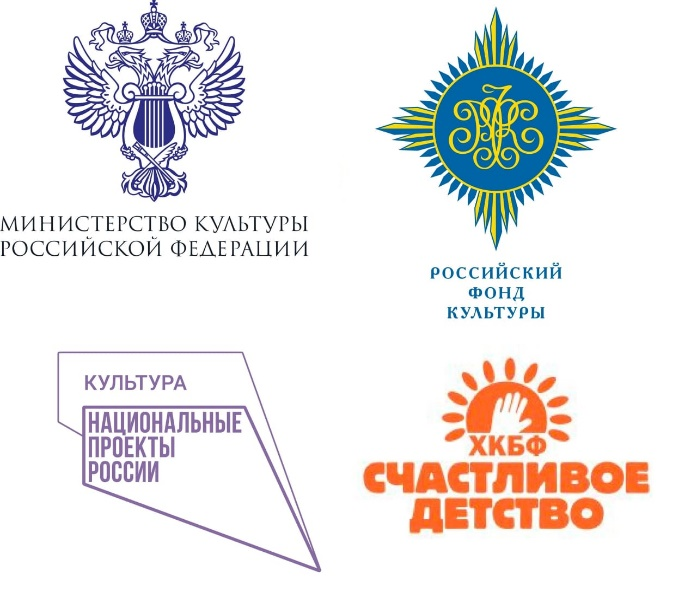 МИНИСТЕРСТВО КУЛЬТУРЫ
РОССИЙСКОЙ ФЕДЕРАЦИИ
РОССИЙСКИЙ
ФОНД
КУЛЬТУРЫ
КУЛЬТУРА
НАЦИОНАЛЬНЫЕ
ПРОЕКТЫ
РОССИИ
ХКБФ
СЧАСТЛИВОЕ
ДЕТСТВО